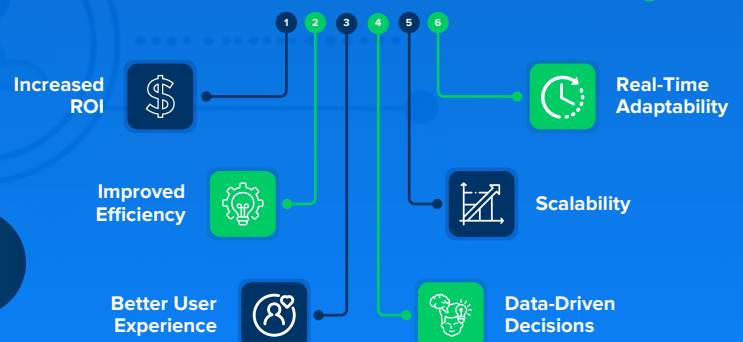 1 2 3 4 5 6
Increased
ROI
Real-Time
Adaptability
Improved
Efficiency
Scalability
Better User
Experience
Data-Driven
Decisions